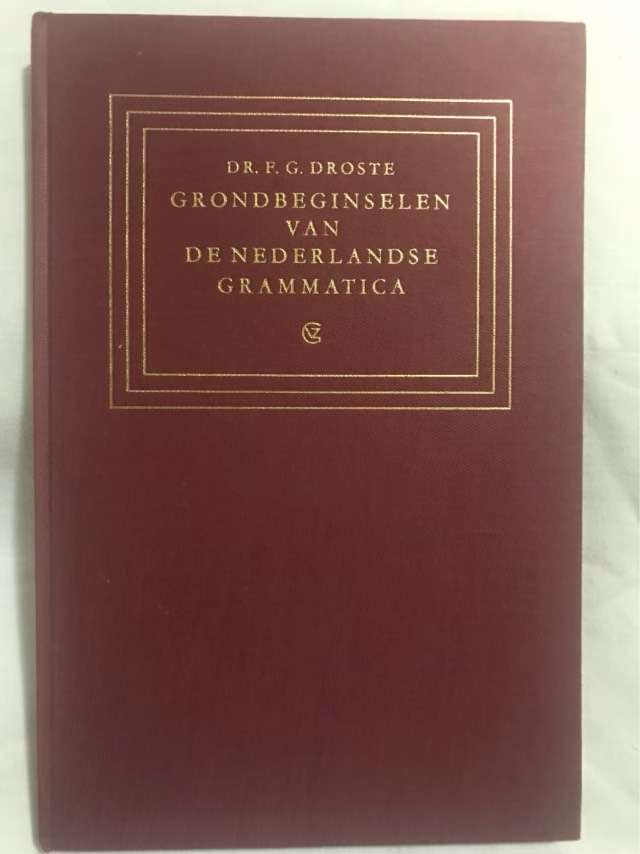 DR. F. G. DROSTE
GRONDBEGINSELEN
VAN
DE NEDERLANDSE
GRAMMATICA